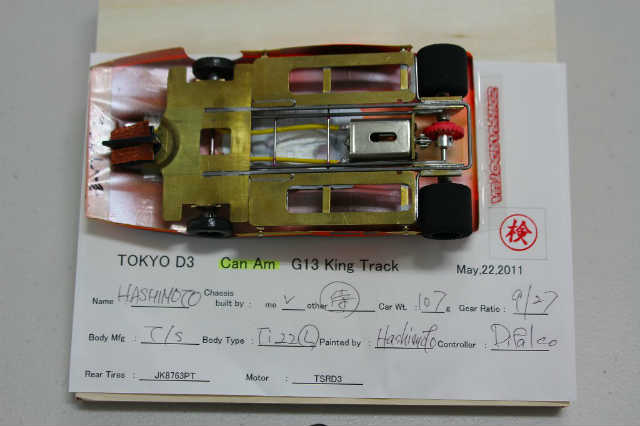 検
TOKYO D3 Can Am G13 King Track May,22,2011
Name HASHIMOTO Chassis built by : me v other 侍 Car Wt. : 107 g Gear Ratio : 9/27
Body Mfg : T/s Body Type : Ti22(L) Painted by : Hashimoto Controller : Difalco
Rear Tires : JK8763PT Motor : TSRD3